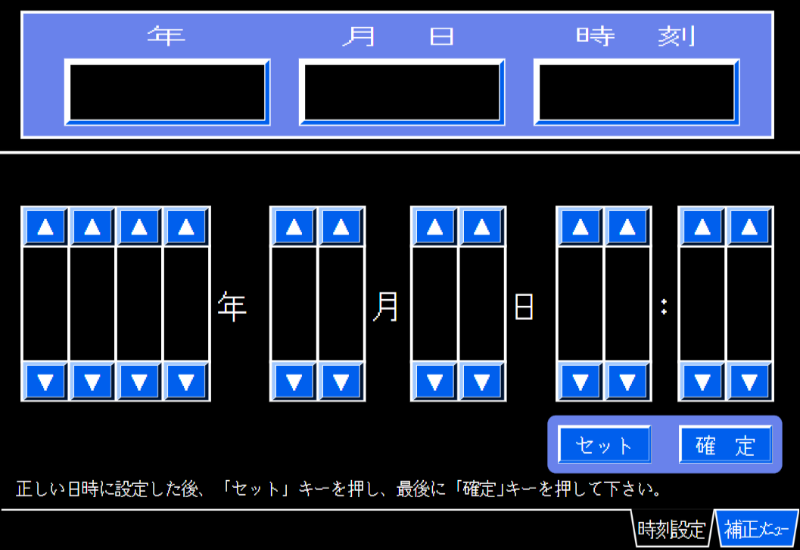 年 月 日 時 刻
▲ ▲ ▲ ▲ ▲ ▲ ▲ ▲ ▲ ▲ ▲ ▲
年 月 日 :
▼ ▼ ▼ ▼ ▼ ▼ ▼ ▼ ▼ ▼ ▼ ▼
セット 確 定
正しい日時に設定した後、「セット」キーを押し、最後に「確定」キーを押して下さい。
時刻設定 補正メニュー